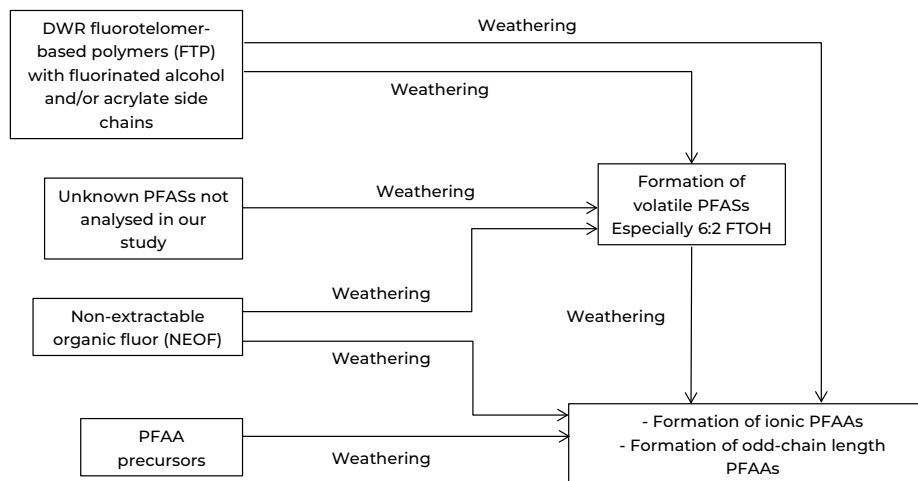 DWR fluorotelomer-
based polymers (FTP)
with fluorinated alcohol
and/or acrylate side
chains
Weathering
Weathering
Unknown PFASs not
analysed in our
study
Weathering
Formation of
volatile PFASs
Especially 6:2 FTOH
Non-extractable
organic fluor (NEOF)
Weathering
Weathering
Weathering
PFAA
precursors
Weathering
- Formation of ionic PFAAs
- Formation of odd-chain length
PFAAs